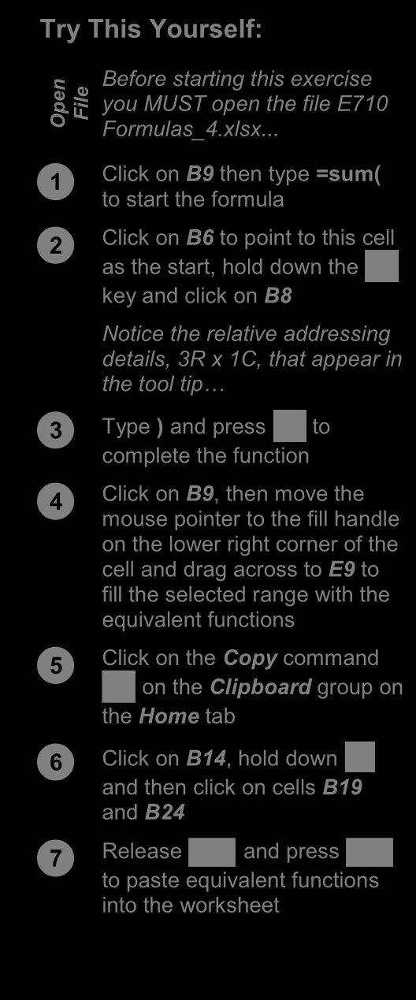 Try This Yourself:
Open
File
Before starting this exercise
you MUST open the file E710
Formulas_4.xlsx...
1
Click on B9 then type =sum(
to start the formula
2
Click on B6 to point to this cell
as the start, hold down the
key and click on B8
Notice the relative addressing
details, 3R x 1C, that appear in
the tool tip…
3
Type ) and press to
complete the function
4
Click on B9, then move the
mouse pointer to the fill handle
on the lower right corner of the
cell and drag across to E9 to
fill the selected range with the
equivalent functions
5
Click on the Copy command
on the Clipboard group on
the Home tab
6
Click on B14, hold down
and then click on cells B19
and B24
7
Release and press
to paste equivalent functions
into the worksheet